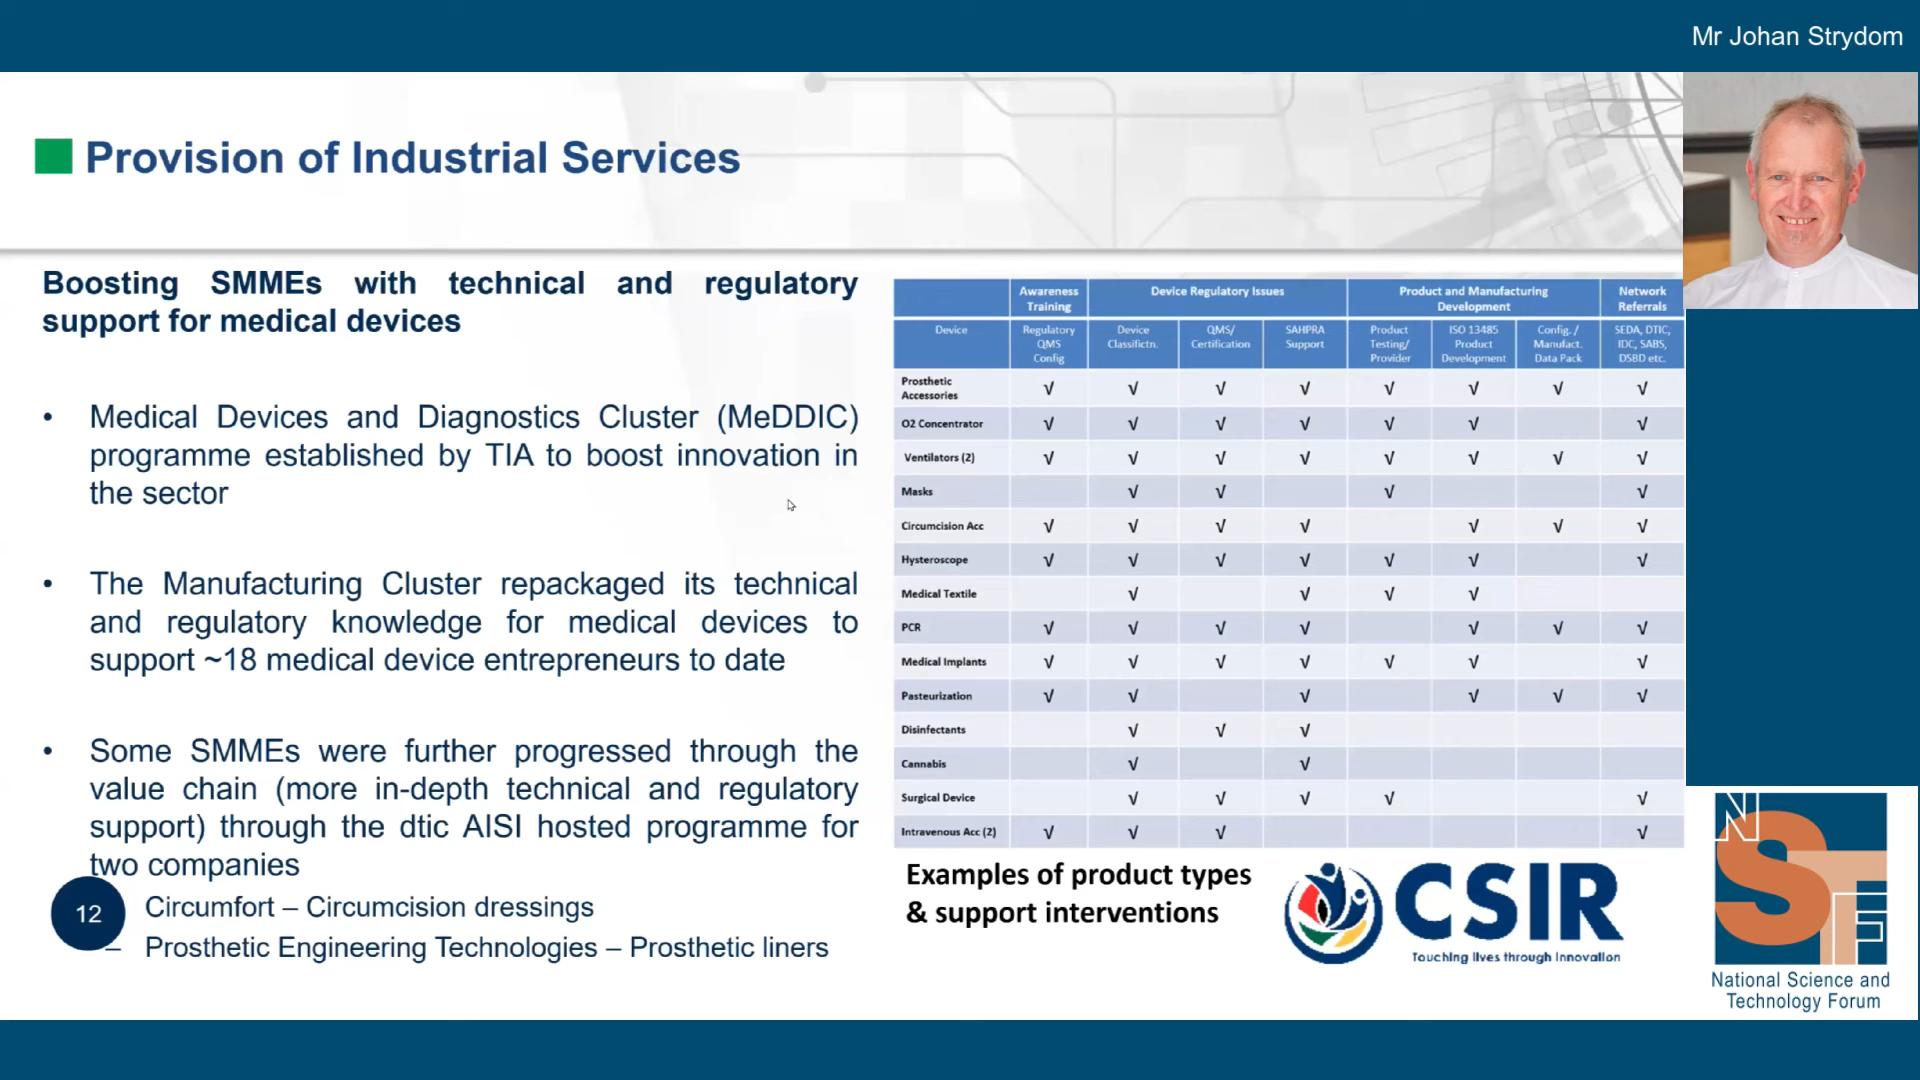 Mr Johan Strydom
Provision of Industrial Services
Boosting SMMEs with technical and regulatory
support for medical devices
• Medical Devices and Diagnostics Cluster (MeDDIC)
programme established by TIA to boost innovation in
the sector
• The Manufacturing Cluster repackaged its technical
and regulatory knowledge for medical devices to
support ~18 medical device entrepreneurs to date
• Some SMMEs were further progressed through the
value chain (more in-depth technical and regulatory
support) through the dtic AISI hosted programme for
two companies
Circumfort – Circumcision dressings
– Prosthetic Engineering Technologies – Prosthetic liners
12
Awareness Training Device Regulatory Issues Product and Manufacturing Development Network Referrals
Device Regulatory QMS Config Device Classifictn. QMS/ Certification SAHPRA Support Product Testing/ Provider ISO 13485 Product Development Config. / Manufact. Data Pack SEDA, DTIC, IDC, SABS, DSBD etc.
Prosthetic Accessories √ √ √ √ √ √ √ √
O2 Concentrator √ √ √ √ √ √ √
Ventilators (2) √ √ √ √ √ √ √ √
Masks √ √ √ √
Circumcision Acc √ √ √ √ √ √ √
Hysteroscope √ √ √ √ √ √ √
Medical Textile √ √ √ √
PCR √ √ √ √ √ √ √
Medical Implants √ √ √ √ √ √ √
Pasteurization √ √ √ √ √ √
Disinfectants √ √ √
Cannabis √ √
Surgical Device √ √ √ √ √
Intravenous Acc (2) √ √ √ √
Examples of product types
& support interventions
CSIR
Touching lives through innovation
NSTF
National Science and
Technology Forum